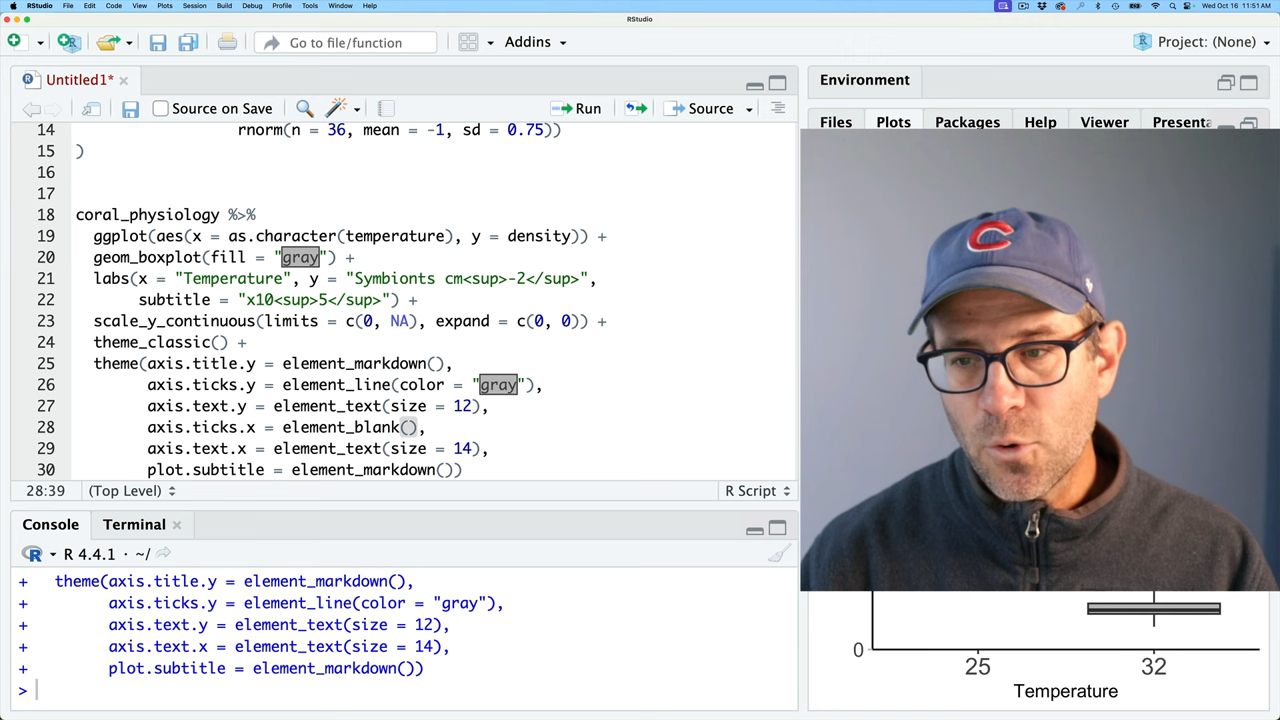 RStudio File Edit Code View Plots Session Build Debug Profile Tools Window Help Wed Oct 16 11:51 AM
RStudio
Go to file/function Addins Project: (None)
Untitled1*
Source on Save Run Source
14 rnorm(n = 36, mean = -1, sd = 0.75))
15 )
16
17
18 coral_physiology %>%
19 ggplot(aes(x = as.character(temperature), y = density)) +
20 geom_boxplot(fill = "gray") +
21 labs(x = "Temperature", y = "Symbionts cm<sup>-2</sup>",
22 subtitle = "x10<sup>5</sup>") +
23 scale_y_continuous(limits = c(0, NA), expand = c(0, 0)) +
24 theme_classic() +
25 theme(axis.title.y = element_markdown(),
26 axis.ticks.y = element_line(color = "gray"),
27 axis.text.y = element_text(size = 12),
28 axis.ticks.x = element_blank(),
29 axis.text.x = element_text(size = 14),
30 plot.subtitle = element_markdown())
28:39 (Top Level) R Script
Console Terminal
R 4.4.1 · ~/
+ theme(axis.title.y = element_markdown(),
+ axis.ticks.y = element_line(color = "gray"),
+ axis.text.y = element_text(size = 12),
+ axis.text.x = element_text(size = 14),
+ plot.subtitle = element_markdown())
>
Environment
Files Plots Packages Help Viewer Presenta
C
0
25 32
Temperature